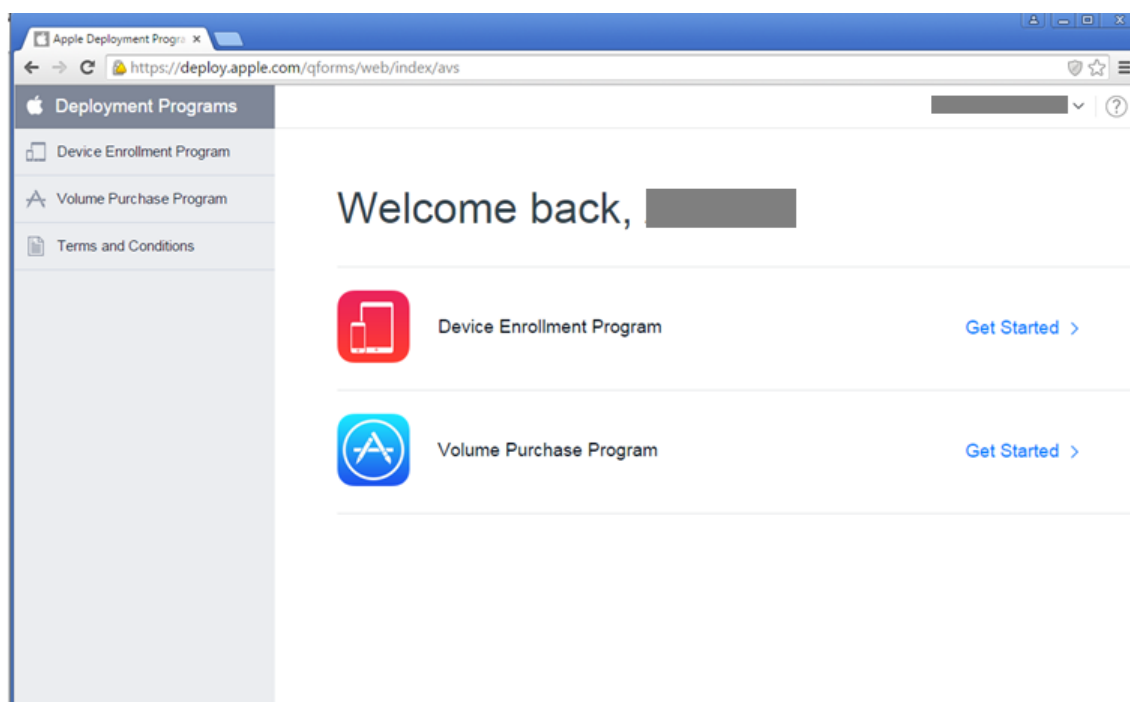 Apple Deployment Progra
https://deploy.apple.com/qforms/web/index/avs
Deployment Programs
?
Device Enrollment Program
Volume Purchase Program
Terms and Conditions
Welcome back,
Device Enrollment Program Get Started >
Volume Purchase Program Get Started >